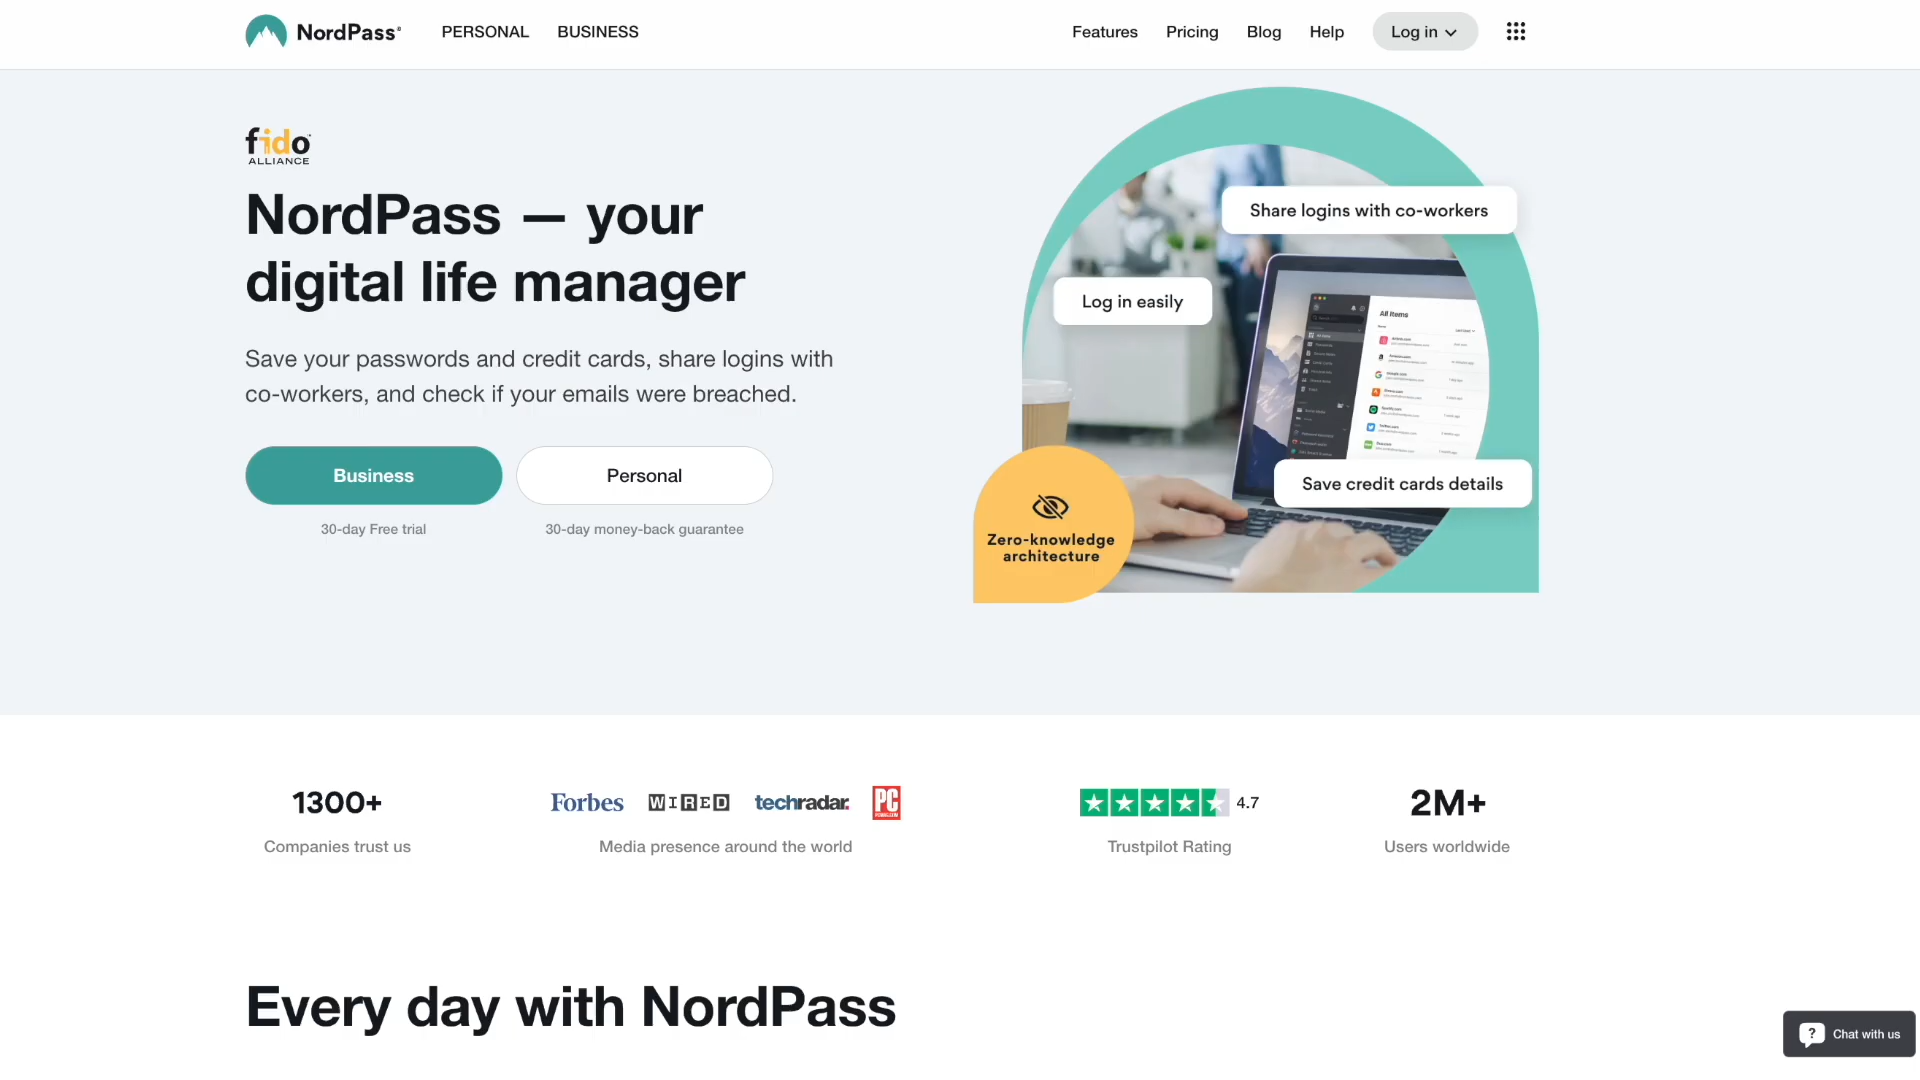 NordPass®
PERSONAL
BUSINESS
Features
Pricing
Blog
Help
Log in
fido
ALLIANCE
NordPass — your
digital life manager
Save your passwords and credit cards, share logins with
co-workers, and check if your emails were breached.
Business
Personal
30-day Free trial
30-day money-back guarantee
Share logins with co-workers
Log in easily
All Items
Save credit cards details
Zero-knowledge
architecture
1300+
Companies trust us
Forbes WIRED techradar. PC
Media presence around the world
4.7
Trustpilot Rating
2M+
Users worldwide
Every day with NordPass
? Chat with us